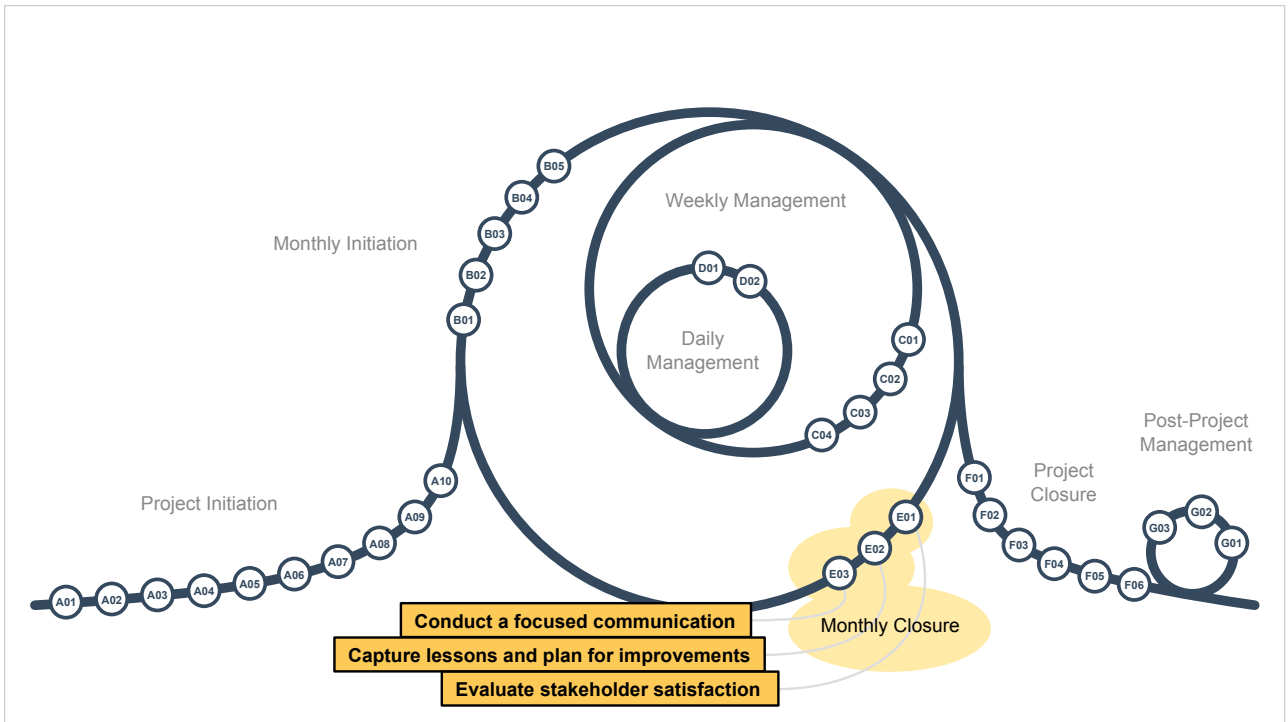 B05
B04
Weekly Management
B03
Monthly Initiation
B02
D01
D02
B01
C01
Daily
Management
C02
C03
C04
Post-Project
Management
A10
F01
Project
Closure
Project Initiation
A09
E01
F02
G02
G03
G01
A08
E02
F03
A07
A06
E03
F04
A05
F05
A04
F06
A03
A02
A01
Conduct a focused communication
Monthly Closure
Capture lessons and plan for improvements
Evaluate stakeholder satisfaction